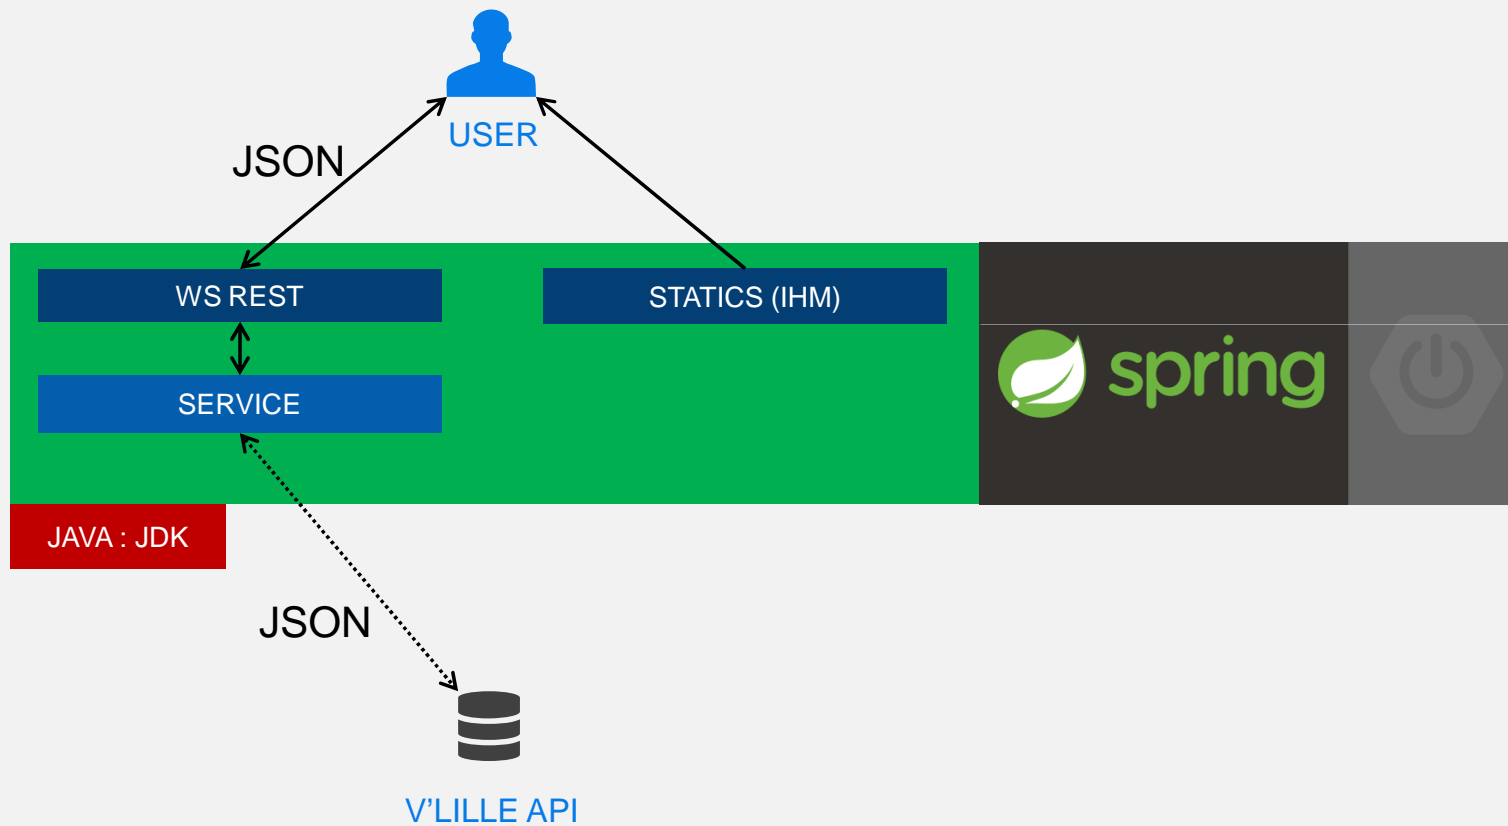 USER
JSON
WS REST
STATICS (IHM)
spring
SERVICE
JAVA : JDK
JSON
V’LILLE API